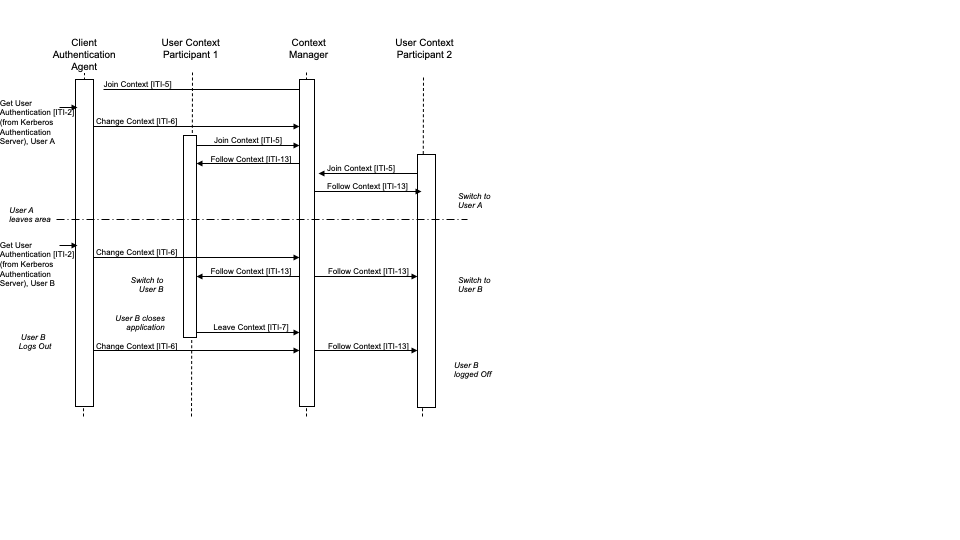 Client
Authentication
Agent
User Context
Participant 1
Context
Manager
User Context
Participant 2
Join Context [ITI-5]
Get User
Authentication [ITI-2]
(from Kerberos
Authentication
Server), User A
Change Context [ITI-6]
Join Context [ITI-5]
Follow Context [ITI-13]
Join Context [ITI-5]
Follow Context [ITI-13]
Switch to
User A
User A
leaves area
Get User
Authentication [ITI-2]
(from Kerberos
Authentication
Server), User B
Change Context [ITI-6]
Follow Context [ITI-13]
Follow Context [ITI-13]
Switch to
User B
Switch to
User B
User B closes
application
Leave Context [ITI-7]
User B
Logs Out
Change Context [ITI-6]
Follow Context [ITI-13]
User B
logged Off